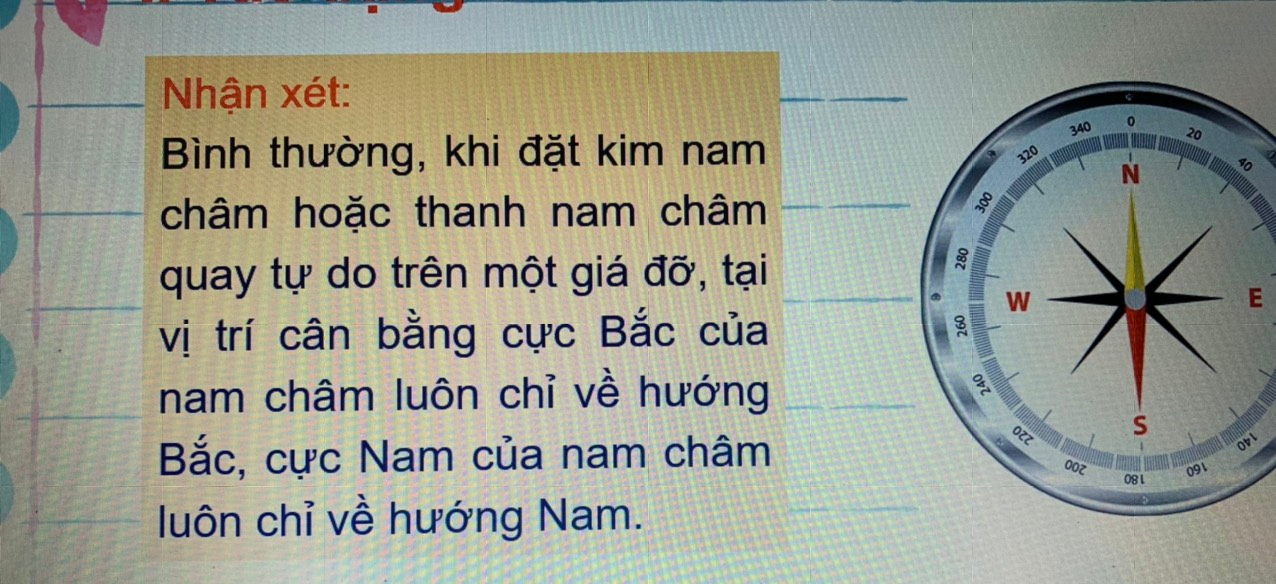 Nhận xét:
Bình thường, khi đặt kim nam
châm hoặc thanh nam châm
quay tự do trên một giá đỡ, tại
vị trí cân bằng cực Bắc của
nam châm luôn chỉ về hướng
Bắc, cực Nam của nam châm
luôn chỉ về hướng Nam.
340
0
20
320
40
N
300
280
W
E
260
240
S
220
140
200
160
180